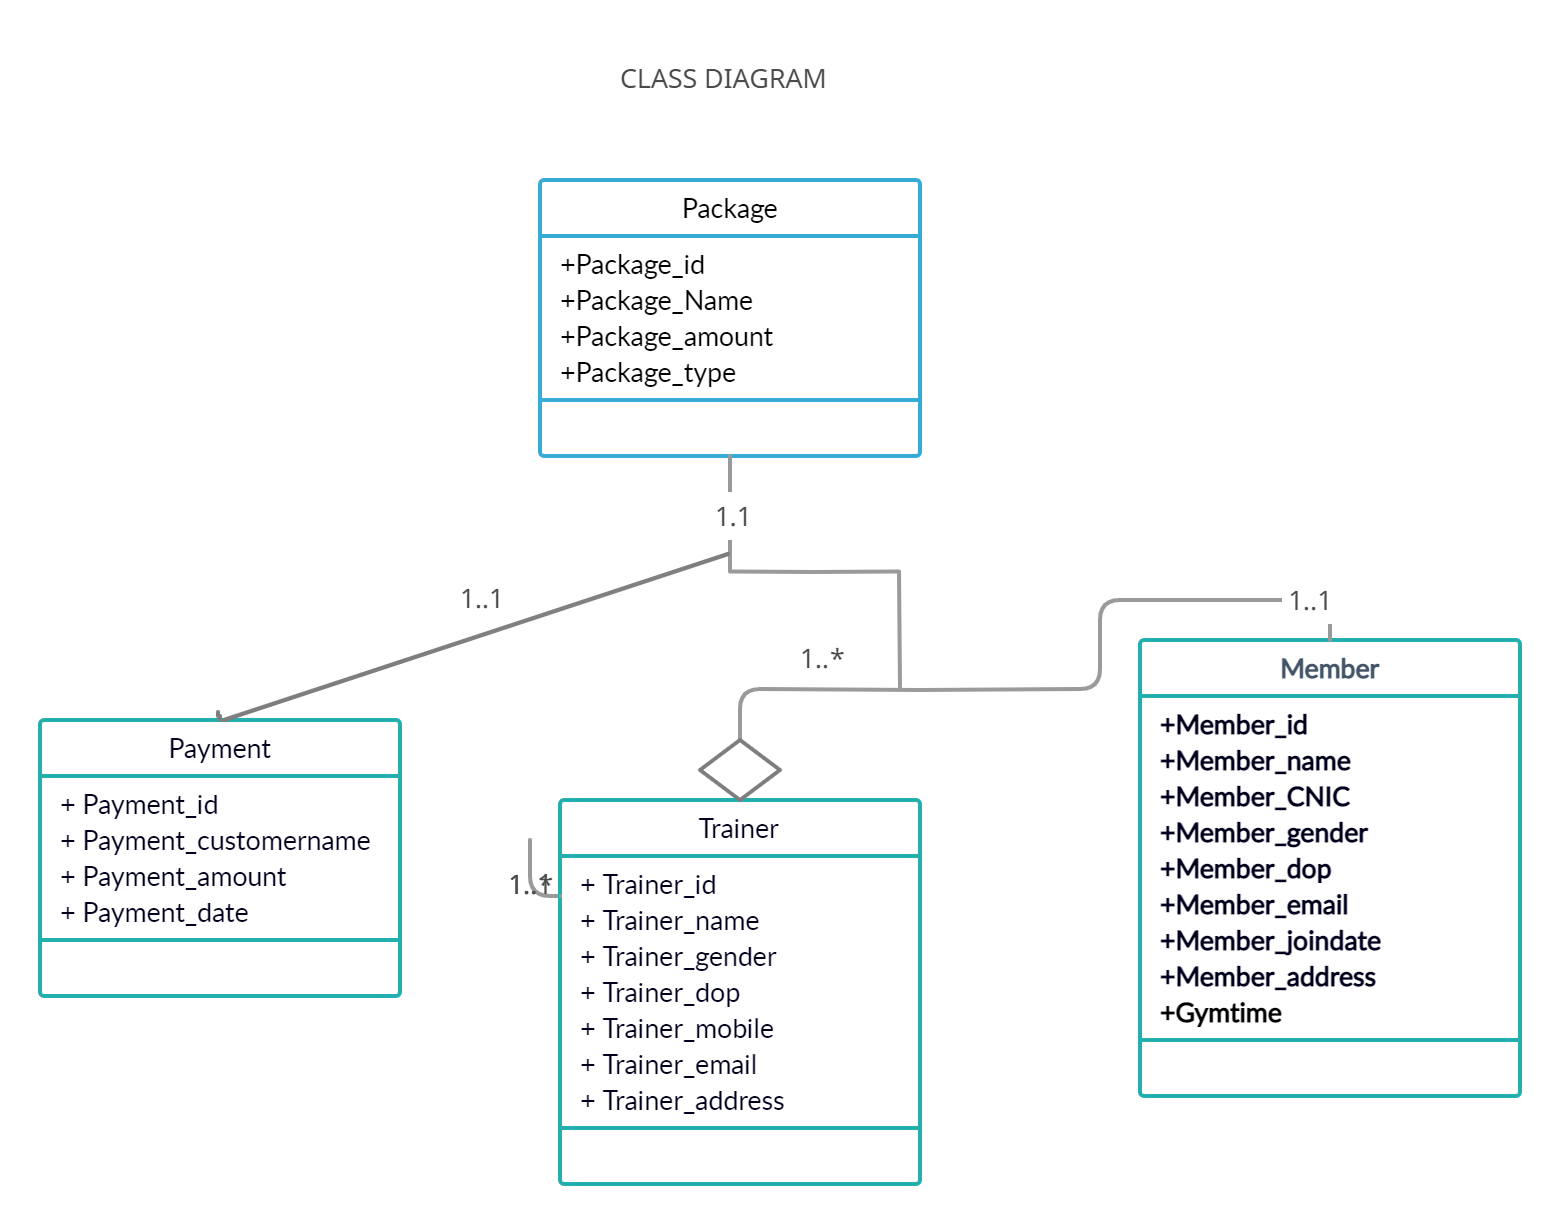 CLASS DIAGRAM
Package
+Package_id
+Package_Name
+Package_amount
+Package_type
1.1
1..1
1..*
1..1
Payment
+ Payment_id
+ Payment_customername
+ Payment_amount
+ Payment_date
Trainer
1..*
+ Trainer_id
+ Trainer_name
+ Trainer_gender
+ Trainer_dop
+ Trainer_mobile
+ Trainer_email
+ Trainer_address
Member
+Member_id
+Member_name
+Member_CNIC
+Member_gender
+Member_dop
+Member_email
+Member_joindate
+Member_address
+Gymtime